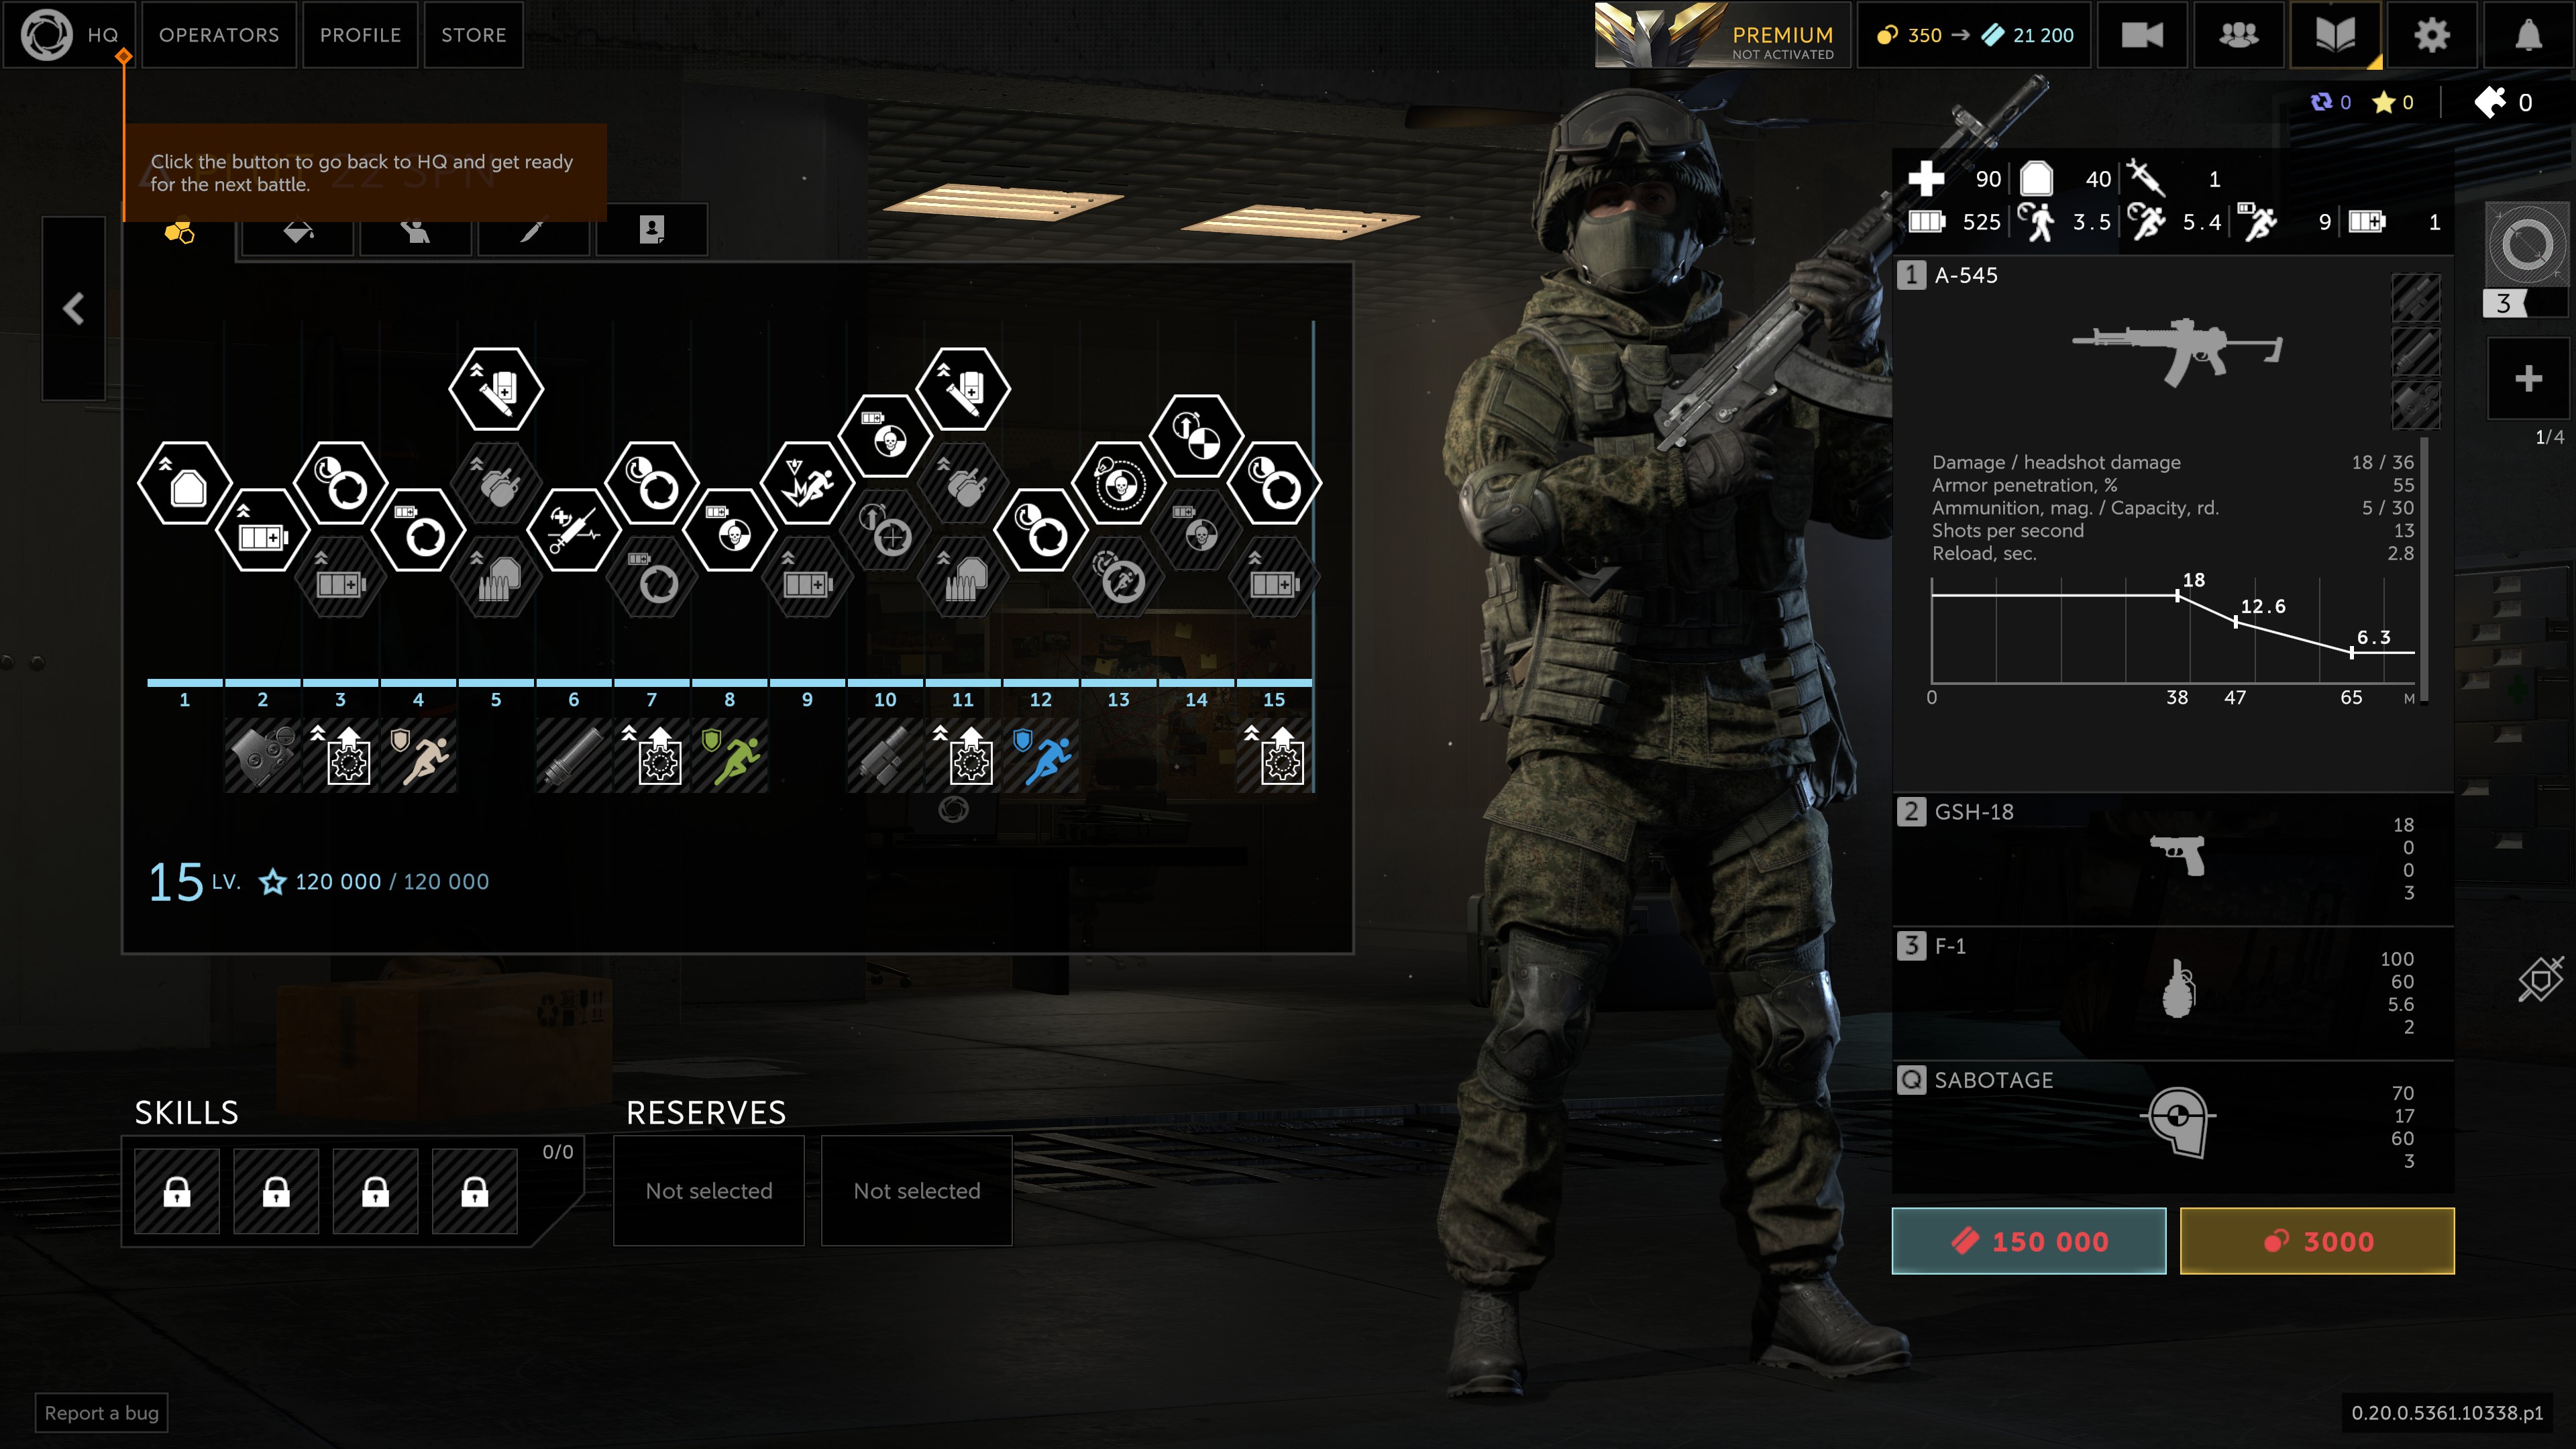 HQ
OPERATORS
PROFILE
STORE
PREMIUM
NOT ACTIVATED
350
21 200
0
0
0
Click the button to go back to HQ and get ready
for the next battle.
90
40
1
525
3.5
5.4
9
1
1 A-545
3
1/4
Damage / headshot damage 18 / 36
Armor penetration, % 55
Ammunition, mag. / Capacity, rd. 5 / 30
Shots per second 13
Reload, sec. 2.8
18
12.6
6.3
0 38 47 65 м
1 2 3 4 5 6 7 8 9 10 11 12 13 14 15
2 GSH-18
18
0
0
3
15 LV. 120 000 / 120 000
3 F-1
100
60
5.6
2
Q SABOTAGE
70
17
60
3
SKILLS
0/0
RESERVES
Not selected
Not selected
150 000
3000
Report a bug
0.20.0.5361.10338.p1